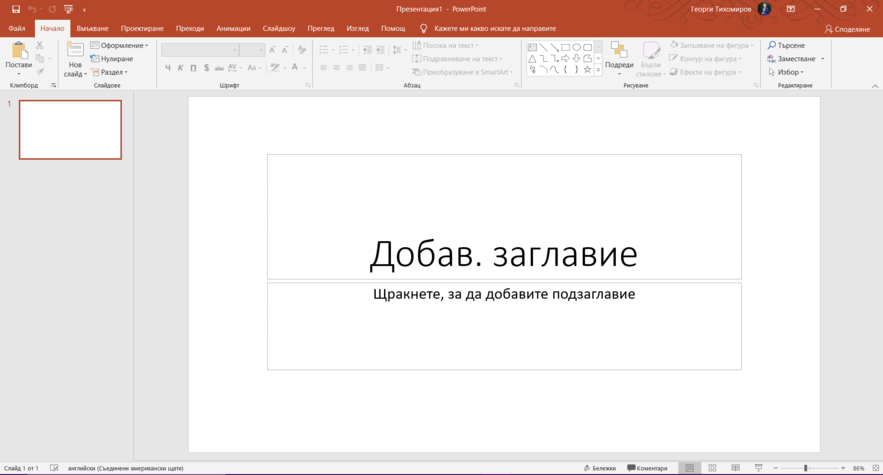 Презентация1 - PowerPoint
Георги Тихомиров
Файл Начало Вмъкване Проектиране Преходи Анимации Слайдшоу Преглед Изглед Помощ Кажете ми какво искате да направите Споделяне
Постави
Клипборд
Нов слайд
Оформление
Нулиране
Раздел
Слайдове
Ч К П S abc AV Aa A
Шрифт
Посока на текст
Подравняване на текст
Преобразуване в SmartArt
Абзац
Подреди
Бързи стилове
Запълване на фигура
Контур на фигура
Ефекти на фигура
Рисуване
Търсене
Заместване
Избор
Редактиране
1
Добав. заглавие
Щракнете, за да добавите подзаглавие
Слайд 1 от 1 английски (Съединени американски щати) Бележки Коментари 86%